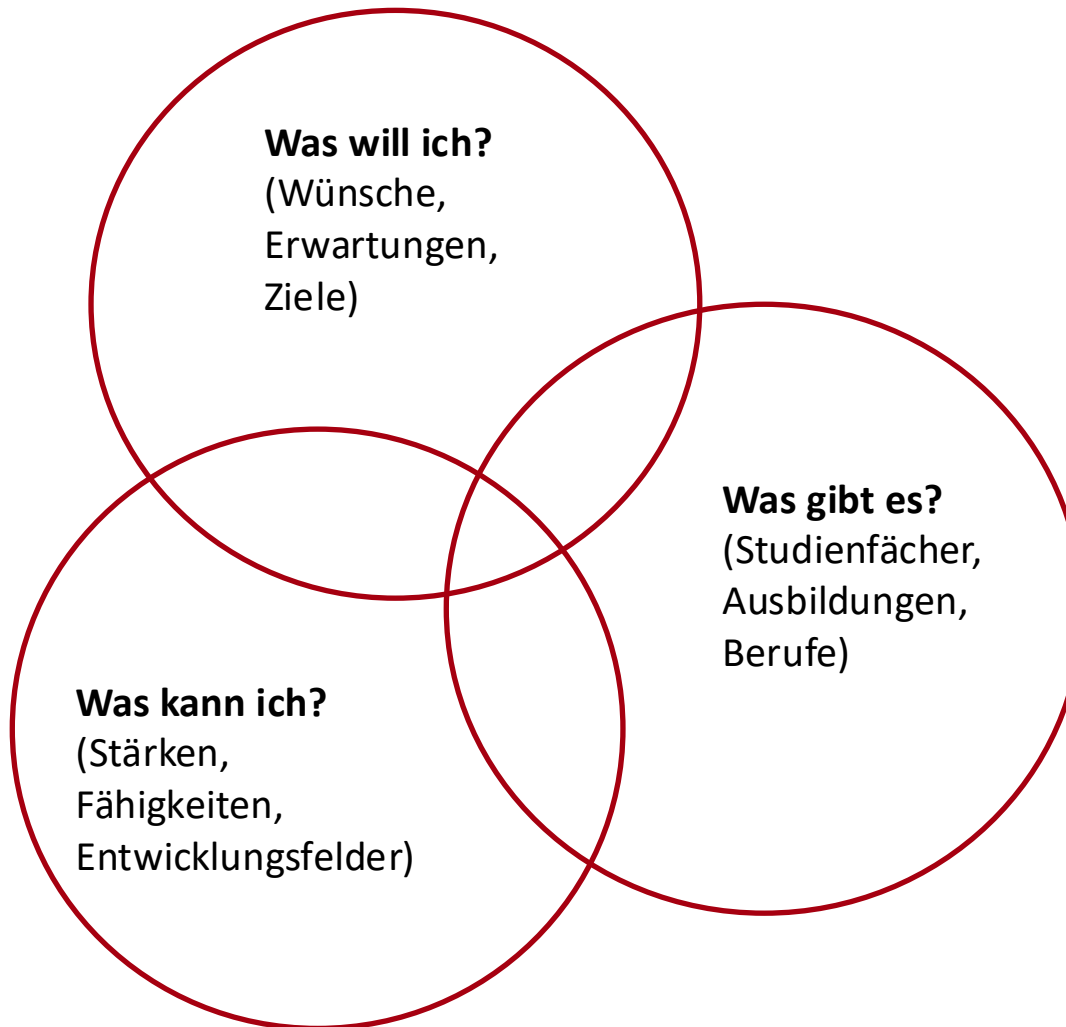 Was will ich?
(Wünsche,
Erwartungen,
Ziele)
Was gibt es?
(Studienfächer,
Ausbildungen,
Berufe)
Was kann ich?
(Stärken,
Fähigkeiten,
Entwicklungsfelder)